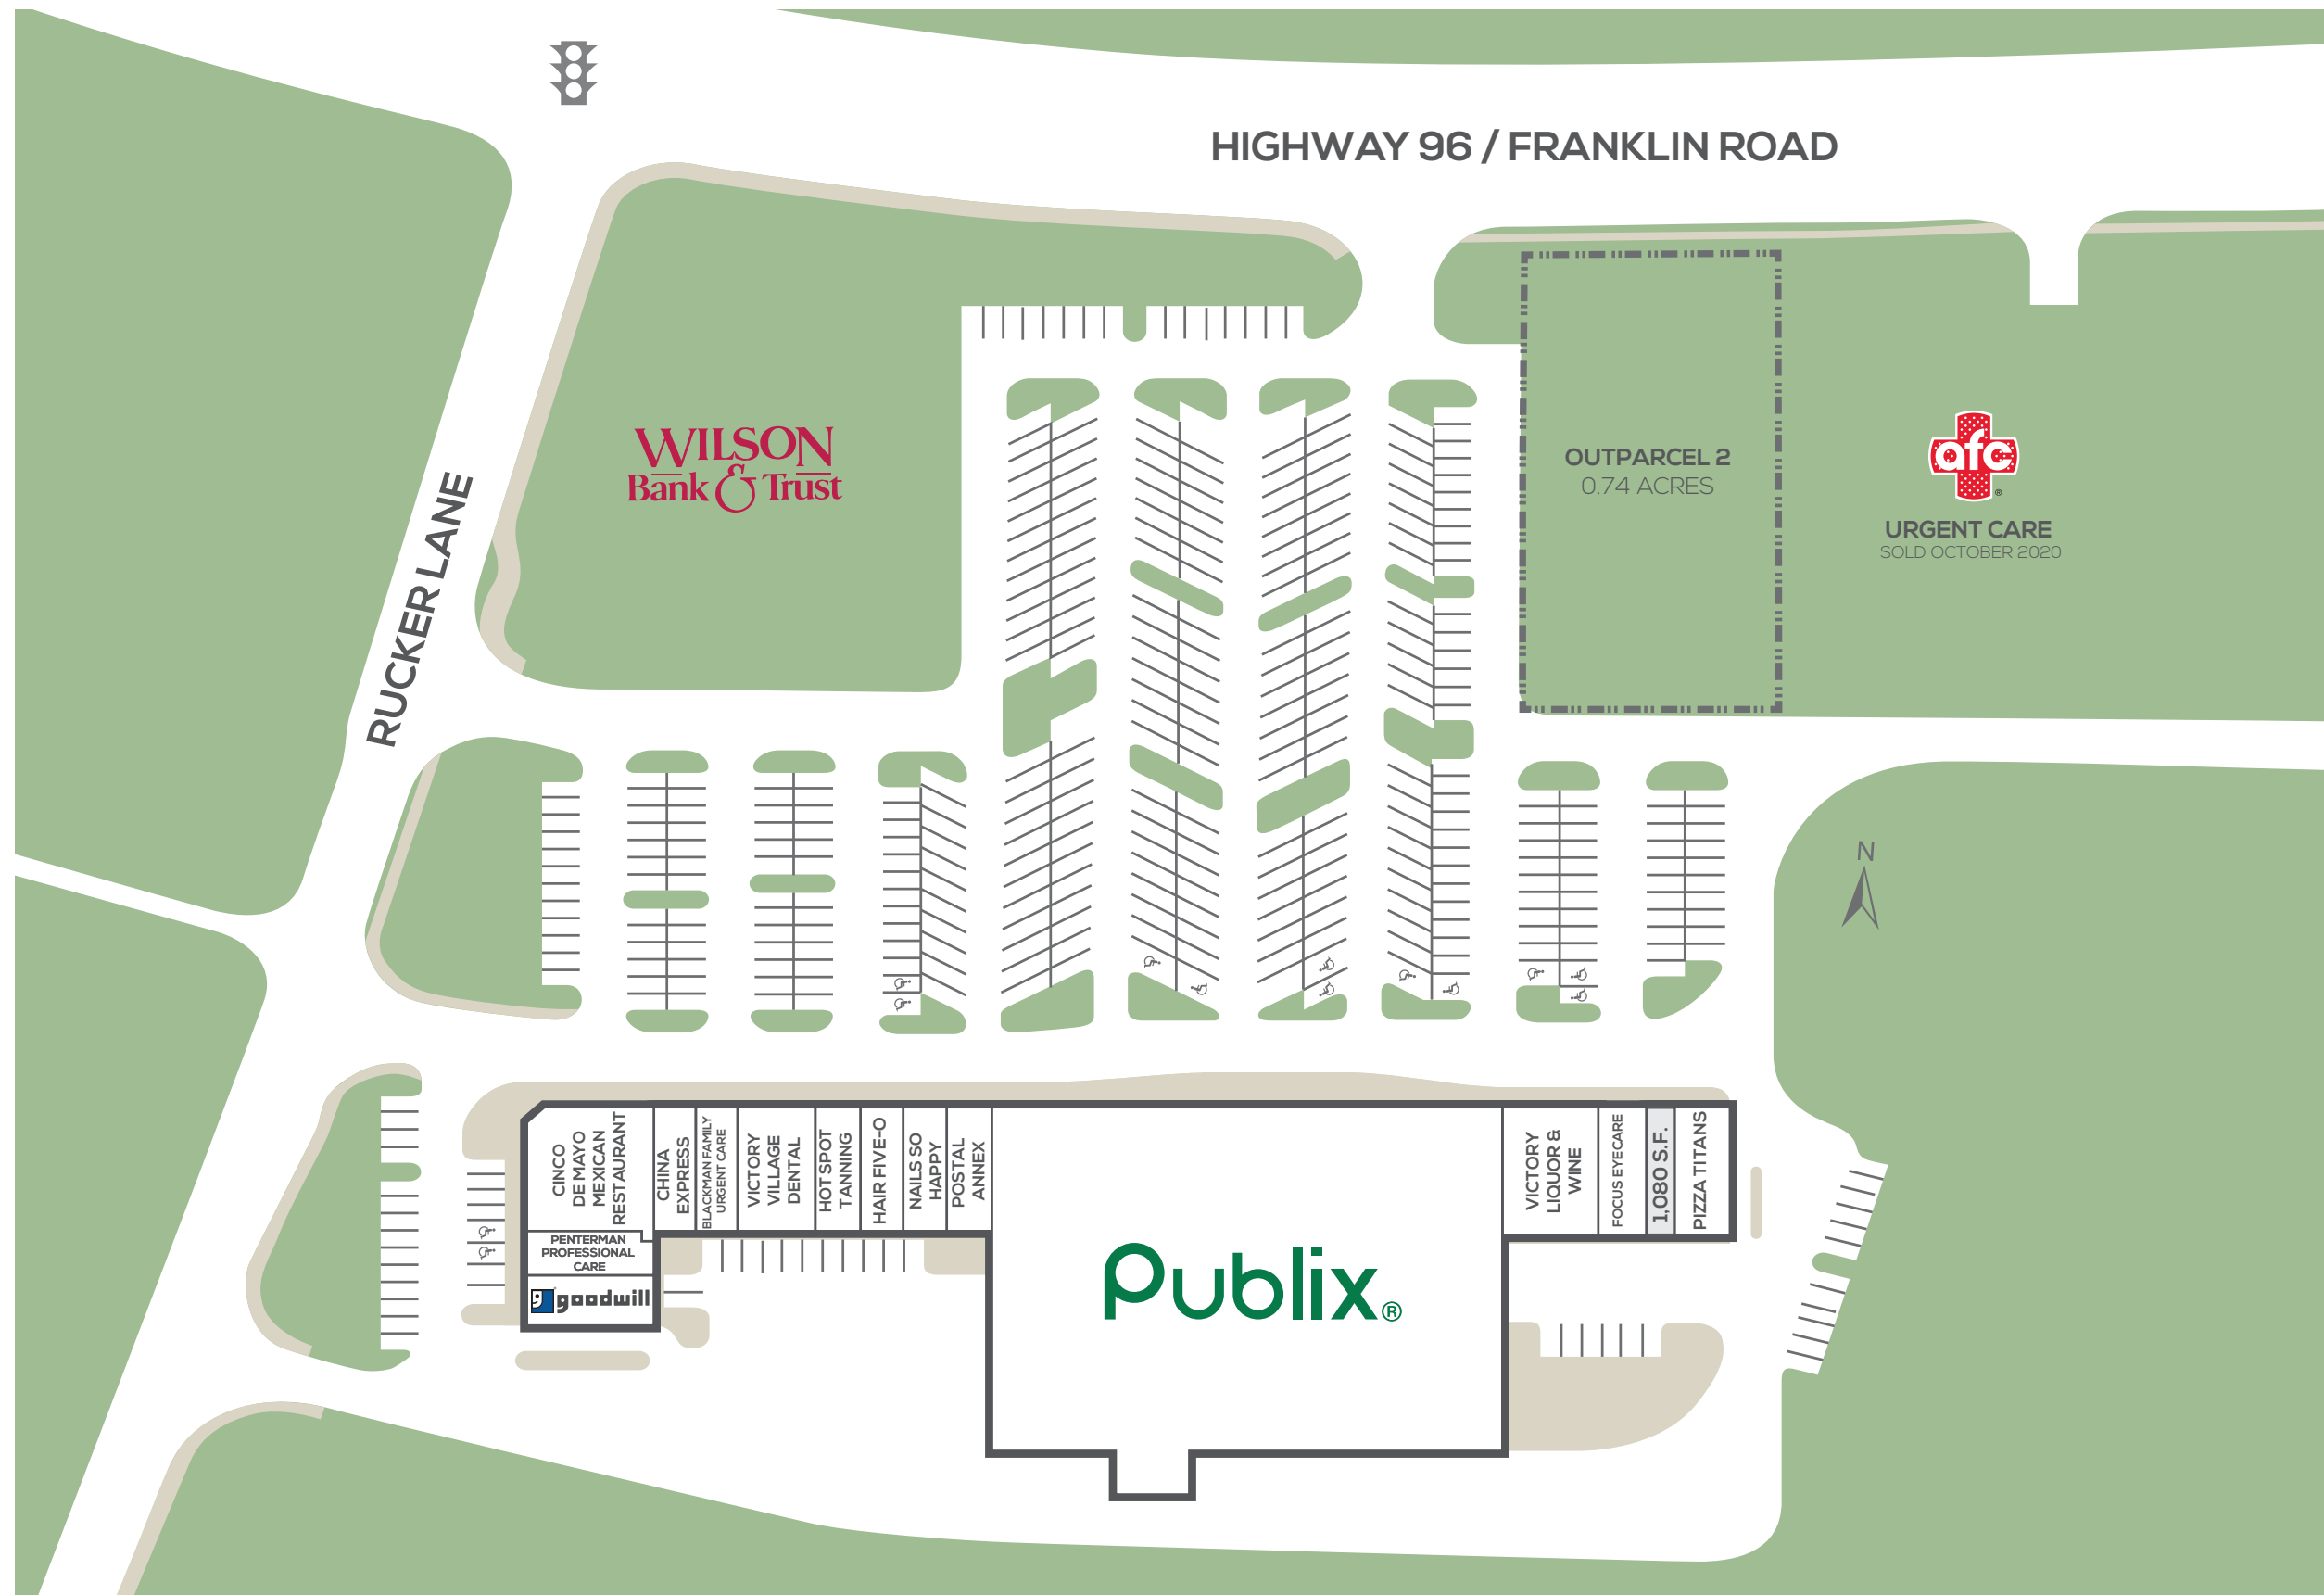 HIGHWAY 96 / FRANKLIN ROAD
RUCKER LANE
WILSON
Bank & Trust
OUTPARCEL 2
0.74 ACRES
afc
®
URGENT CARE
SOLD OCTOBER 2020
N
CINCO
DE MAYO
MEXICAN
RESTAURANT
CHINA
EXPRESS
BLACKMAN FAMILY
URGENT CARE
VICTORY
VILLAGE
DENTAL
HOT SPOT
TANNING
HAIR FIVE-O
NAILS SO
HAPPY
POSTAL
ANNEX
VICTORY
LIQUOR &
WINE
FOCUS EYECARE
1,080 S.F.
PIZZA TITANS
PENTERMAN
PROFESSIONAL
CARE
goodwill
Publix®